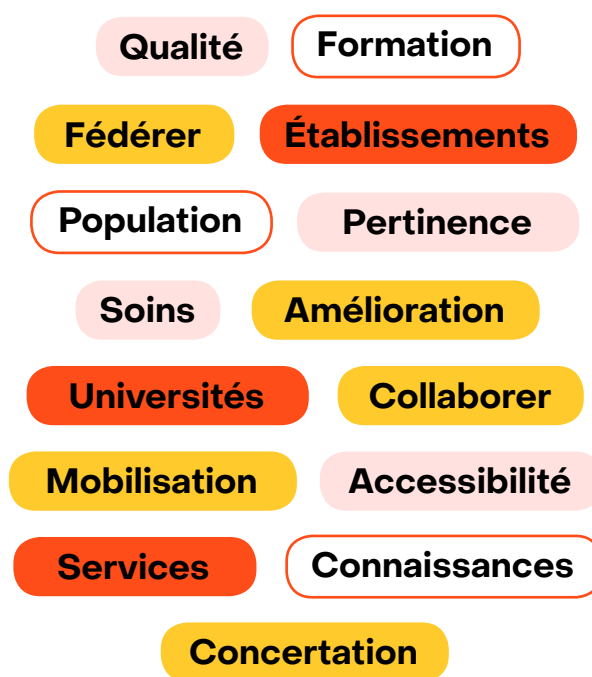 Qualité Formation
Fédérer Établissements
Population Pertinence
Soins Amélioration
Universités Collaborer
Mobilisation Accessibilité
Services Connaissances
Concertation